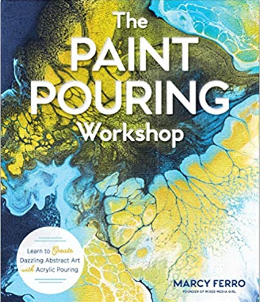 The
PAINT
POURING
Workshop
Learn to Create
Dazzling Abstract Art
with Acrylic Pouring
MARCY FERRO
FOUNDER OF MIXED MEDIA GIRL